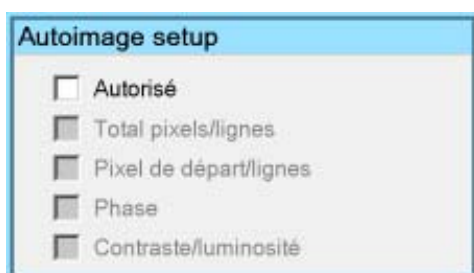 Autoimage setup
Autorisé
Total pixels/lignes
Pixel de départ/lignes
Phase
Contraste/luminosité